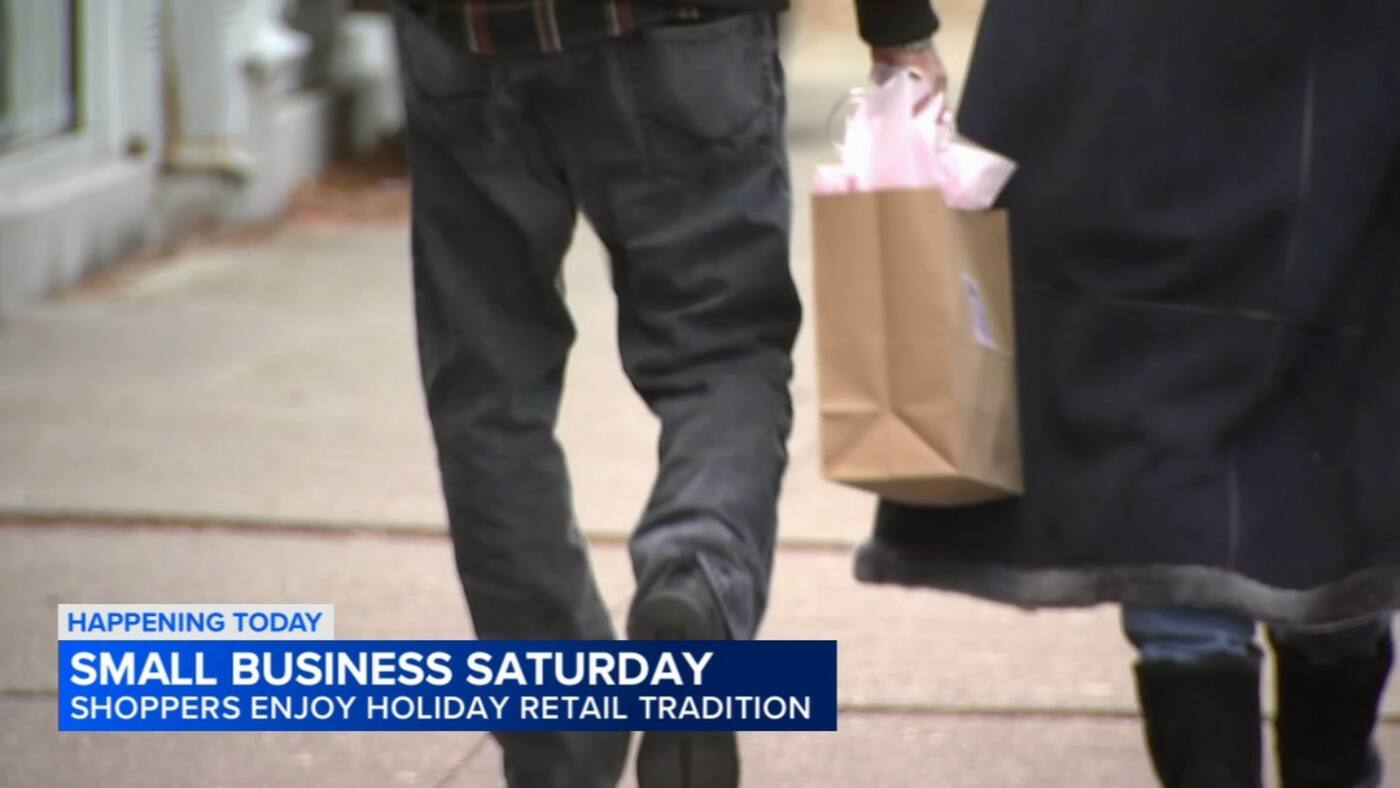 HAPPENING TODAY
SMALL BUSINESS SATURDAY
SHOPPERS ENJOY HOLIDAY RETAIL TRADITION